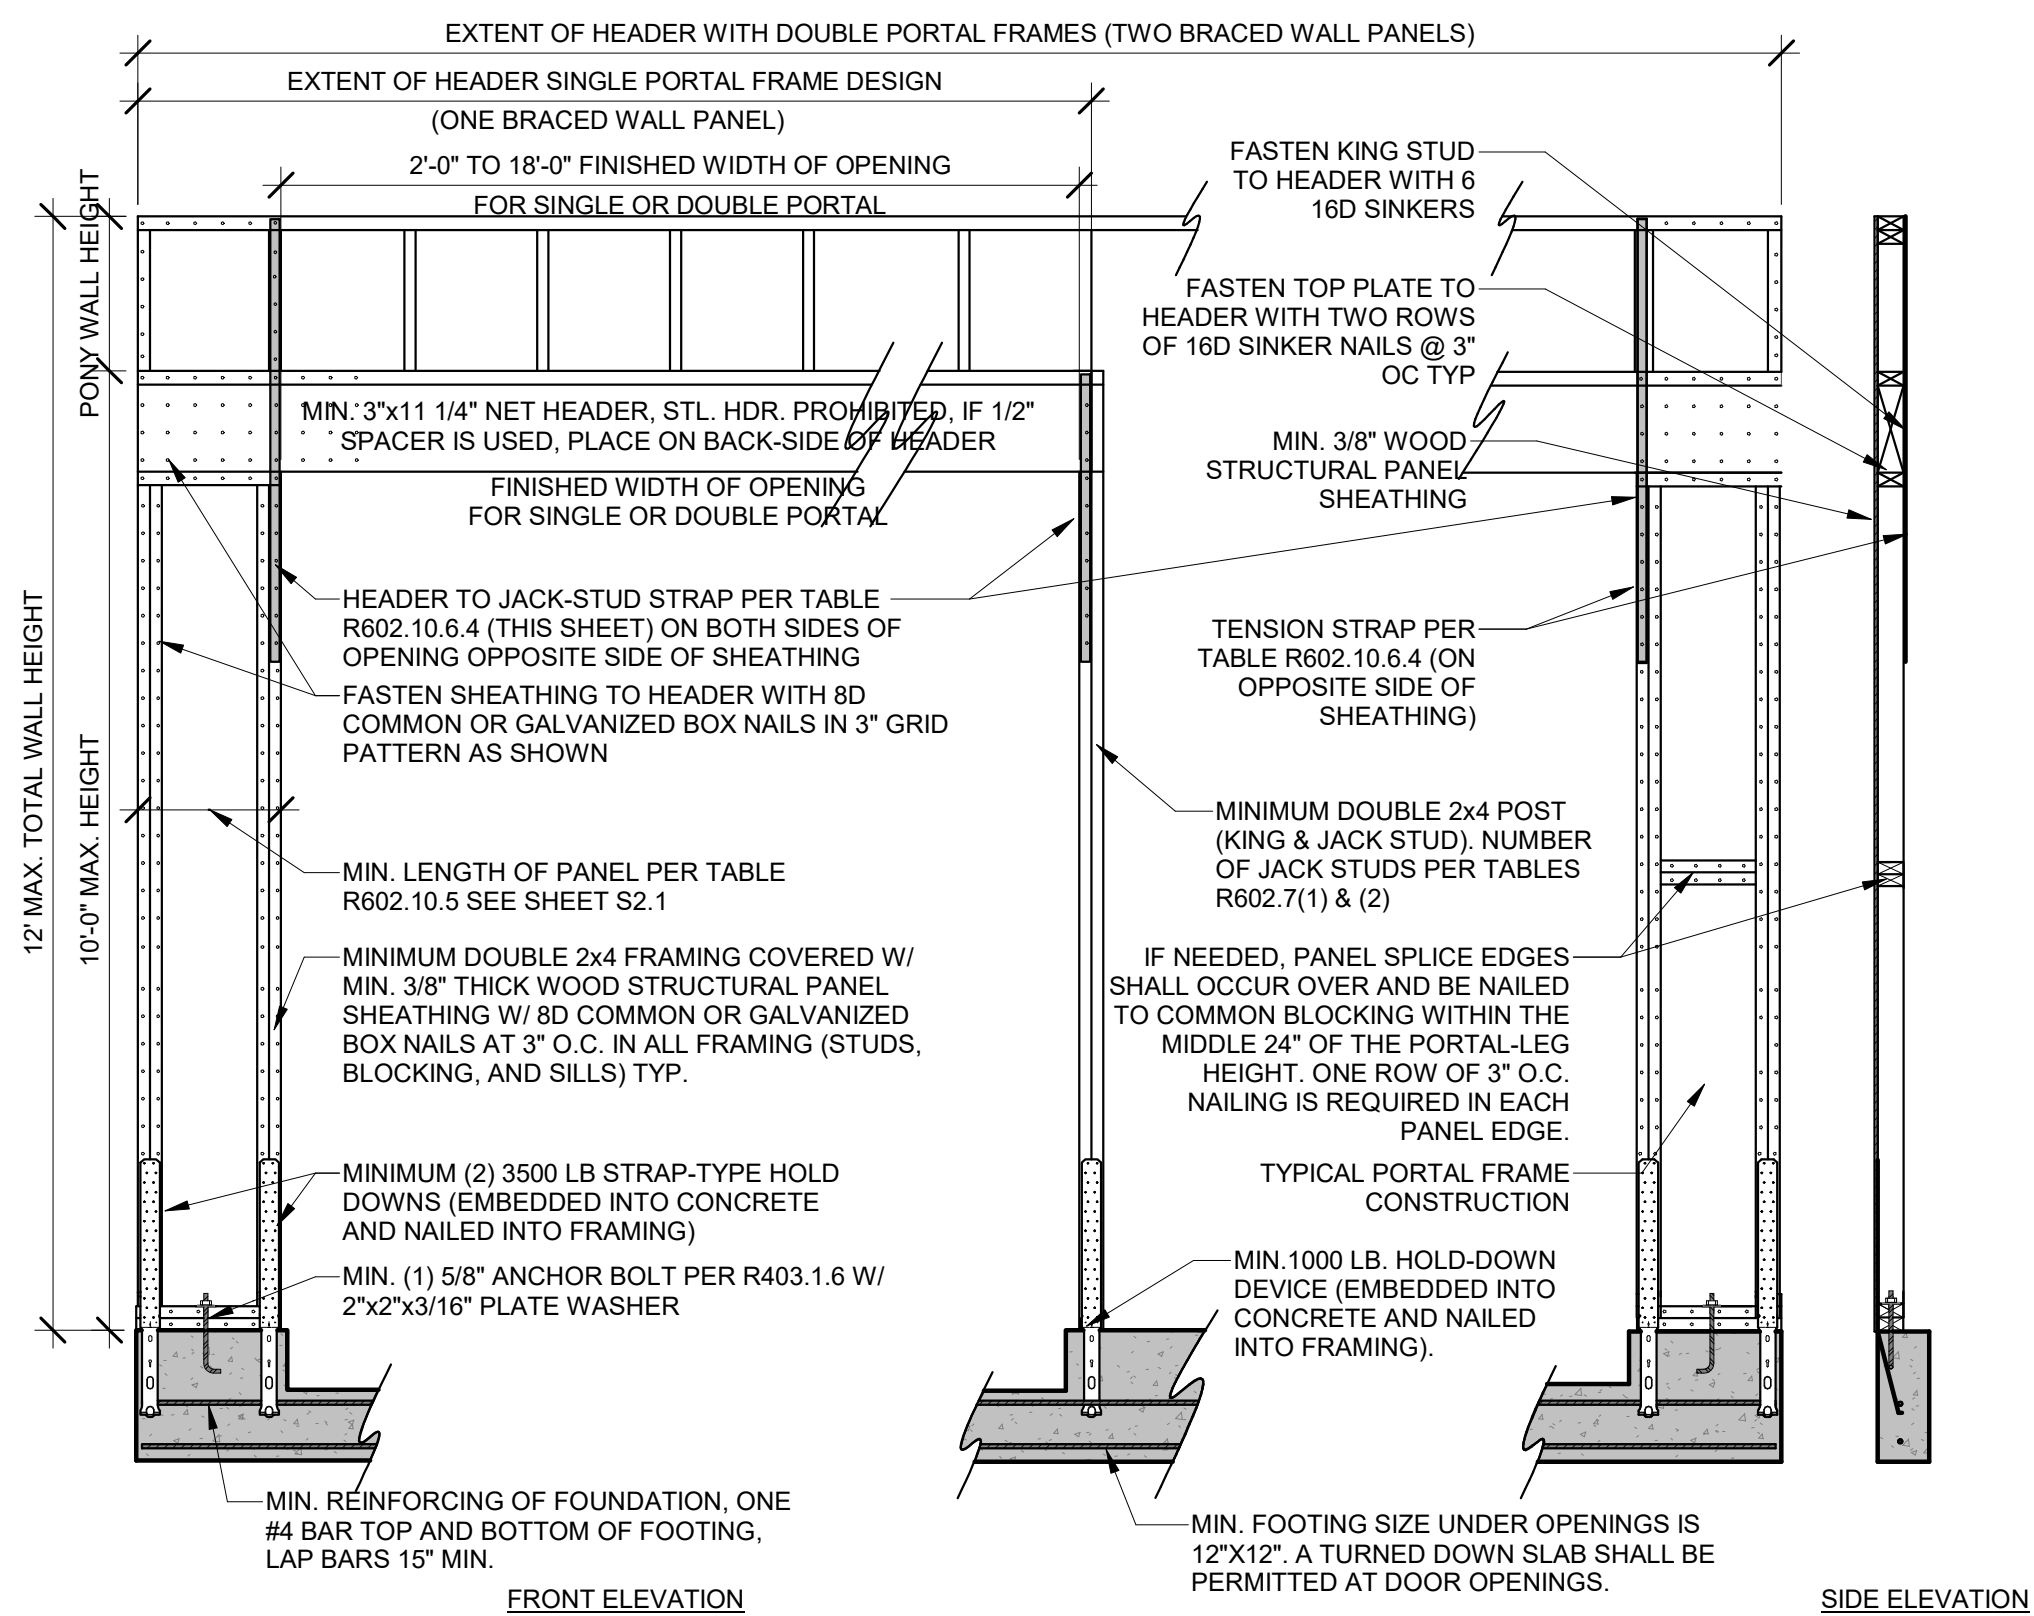 EXTENT OF HEADER WITH DOUBLE PORTAL FRAMES (TWO BRACED WALL PANELS)
EXTENT OF HEADER SINGLE PORTAL FRAME DESIGN
(ONE BRACED WALL PANEL)
2'-0" TO 18'-0" FINISHED WIDTH OF OPENING
FOR SINGLE OR DOUBLE PORTAL
PONY WALL HEIGHT
12' MAX. TOTAL WALL HEIGHT
10'-0" MAX. HEIGHT
FASTEN KING STUD
TO HEADER WITH 6
16D SINKERS
FASTEN TOP PLATE TO
HEADER WITH TWO ROWS
OF 16D SINKER NAILS @ 3"
OC TYP
MIN. 3"x11 1/4" NET HEADER, STL. HDR. PROHIBITED, IF 1/2"
SPACER IS USED, PLACE ON BACK-SIDE OF HEADER
MIN. 3/8" WOOD
STRUCTURAL PANEL
SHEATHING
FINISHED WIDTH OF OPENING
FOR SINGLE OR DOUBLE PORTAL
HEADER TO JACK-STUD STRAP PER TABLE
R602.10.6.4 (THIS SHEET) ON BOTH SIDES OF
OPENING OPPOSITE SIDE OF SHEATHING
TENSION STRAP PER
TABLE R602.10.6.4 (ON
OPPOSITE SIDE OF
SHEATHING)
FASTEN SHEATHING TO HEADER WITH 8D
COMMON OR GALVANIZED BOX NAILS IN 3" GRID
PATTERN AS SHOWN
MINIMUM DOUBLE 2x4 POST
(KING & JACK STUD). NUMBER
OF JACK STUDS PER TABLES
R602.7(1) & (2)
MIN. LENGTH OF PANEL PER TABLE
R602.10.5 SEE SHEET S2.1
MINIMUM DOUBLE 2x4 FRAMING COVERED W/
MIN. 3/8" THICK WOOD STRUCTURAL PANEL
SHEATHING W/ 8D COMMON OR GALVANIZED
BOX NAILS AT 3" O.C. IN ALL FRAMING (STUDS,
BLOCKING, AND SILLS) TYP.
IF NEEDED, PANEL SPLICE EDGES
SHALL OCCUR OVER AND BE NAILED
TO COMMON BLOCKING WITHIN THE
MIDDLE 24" OF THE PORTAL-LEG
HEIGHT. ONE ROW OF 3" O.C.
NAILING IS REQUIRED IN EACH
PANEL EDGE.
MINIMUM (2) 3500 LB STRAP-TYPE HOLD
DOWNS (EMBEDDED INTO CONCRETE
AND NAILED INTO FRAMING)
TYPICAL PORTAL FRAME
CONSTRUCTION
MIN. (1) 5/8" ANCHOR BOLT PER R403.1.6 W/
2"x2"x3/16" PLATE WASHER
MIN.1000 LB. HOLD-DOWN
DEVICE (EMBEDDED INTO
CONCRETE AND NAILED
INTO FRAMING).
MIN. REINFORCING OF FOUNDATION, ONE
#4 BAR TOP AND BOTTOM OF FOOTING,
LAP BARS 15" MIN.
MIN. FOOTING SIZE UNDER OPENINGS IS
12"X12". A TURNED DOWN SLAB SHALL BE
PERMITTED AT DOOR OPENINGS.
FRONT ELEVATION
SIDE ELEVATION